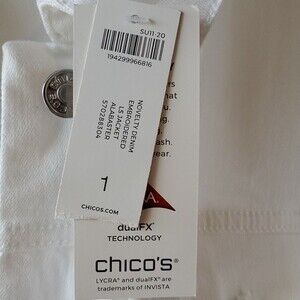 SU11-20
194299966816
NOVELTY DENIM
EMBROIDERED
LS JACKET
ALABASTER
570288304
1
CHICOS.COM
A.
dualFX®
TECHNOLOGY
chico's®
LYCRA® and dualFX® are
trademarks of INVISTA